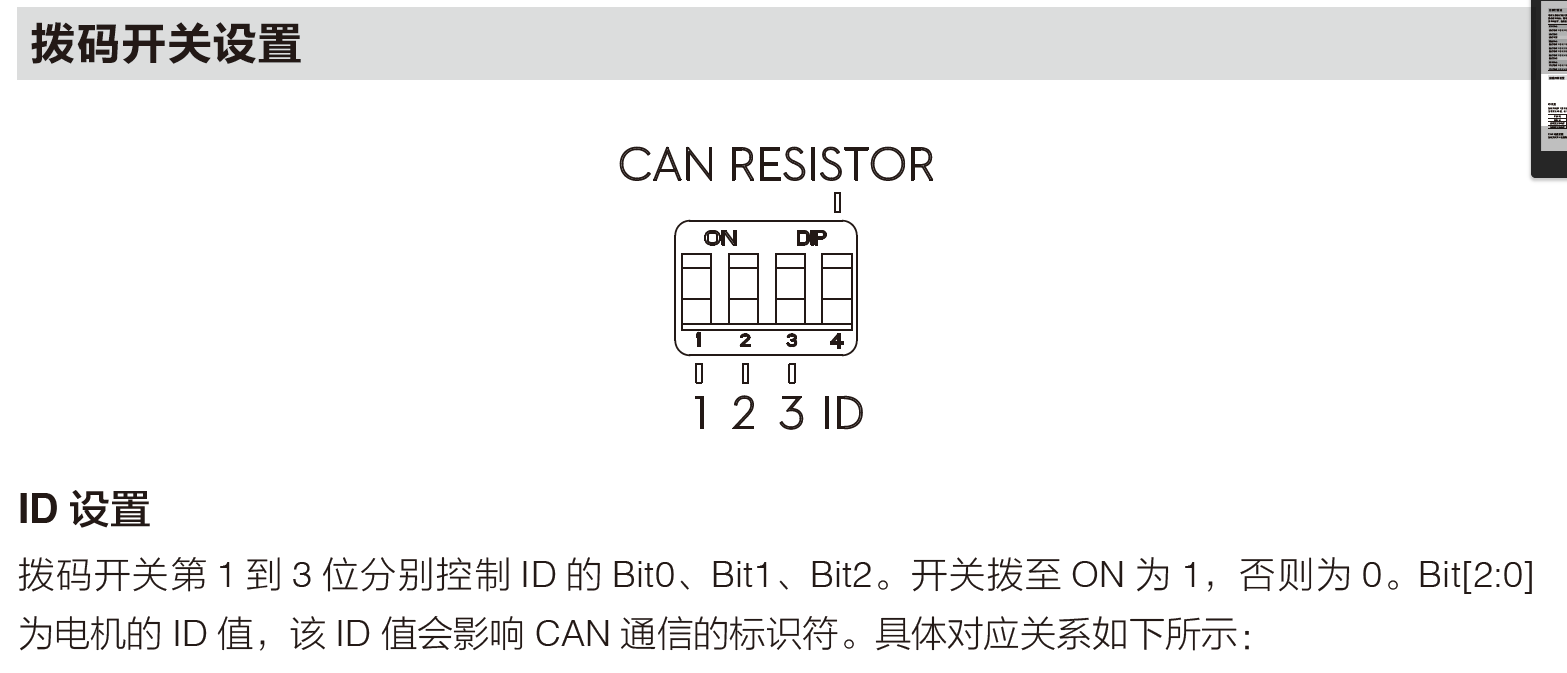 拨码开关设置
CAN RESISTOR
ON DIP
1 2 3 4
1 2 3 ID
ID 设置
拨码开关第 1 到 3 位分别控制 ID 的 Bit0、Bit1、Bit2。开关拨至 ON 为 1，否则为 0。Bit[2:0]
为电机的 ID 值，该 ID 值会影响 CAN 通信的标识符。具体对应关系如下所示：